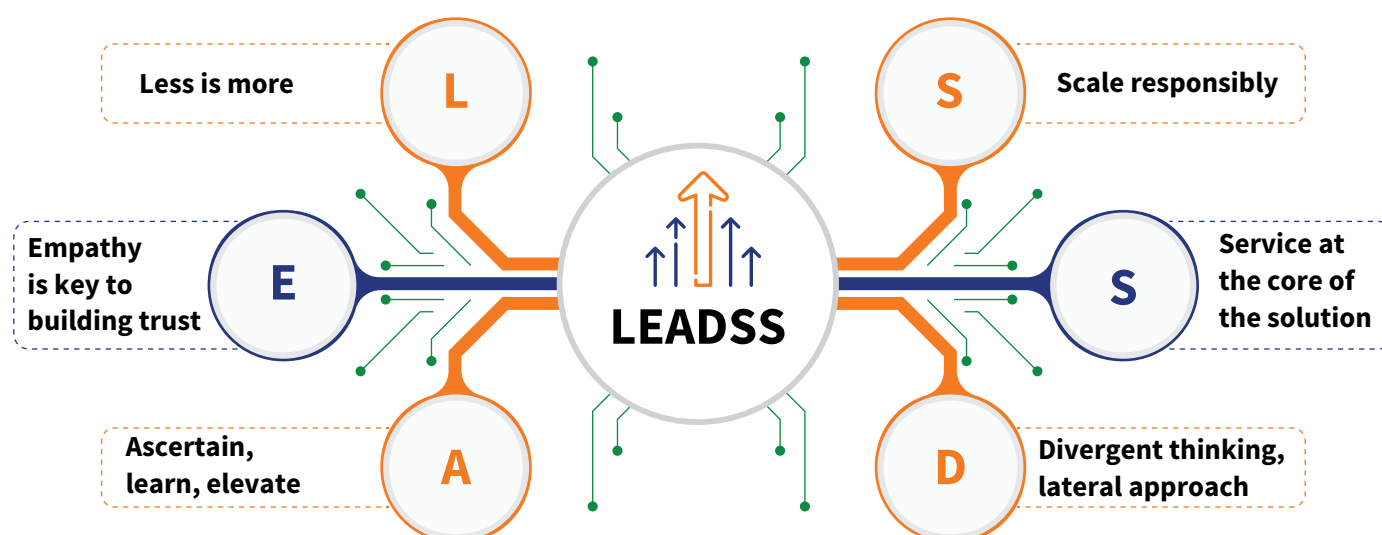 L
Less is more
E
Empathy
is key to
building trust
A
Ascertain,
learn, elevate
LEADSS
S
Scale responsibly
S
Service at
the core of
the solution
D
Divergent thinking,
lateral approach